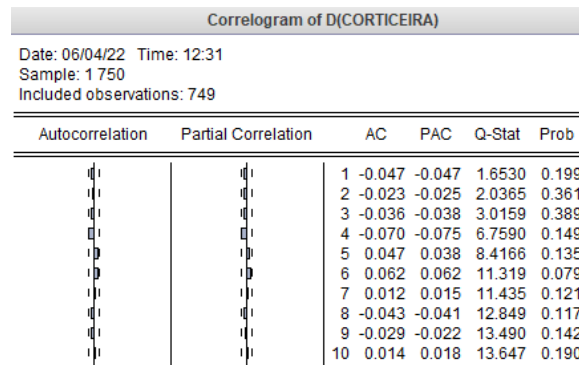 Correlogram of D(CORTICEIRA)
Date: 06/04/22 Time: 12:31
Sample: 1 750
Included observations: 749
Autocorrelation Partial Correlation AC PAC Q-Stat Prob
1 -0.047 -0.047 1.6530 0.199
2 -0.023 -0.025 2.0365 0.361
3 -0.036 -0.038 3.0159 0.389
4 -0.070 -0.075 6.7590 0.149
5 0.047 0.038 8.4166 0.135
6 0.062 0.062 11.319 0.079
7 0.012 0.015 11.435 0.121
8 -0.043 -0.041 12.849 0.117
9 -0.029 -0.022 13.490 0.142
10 0.014 0.018 13.647 0.190